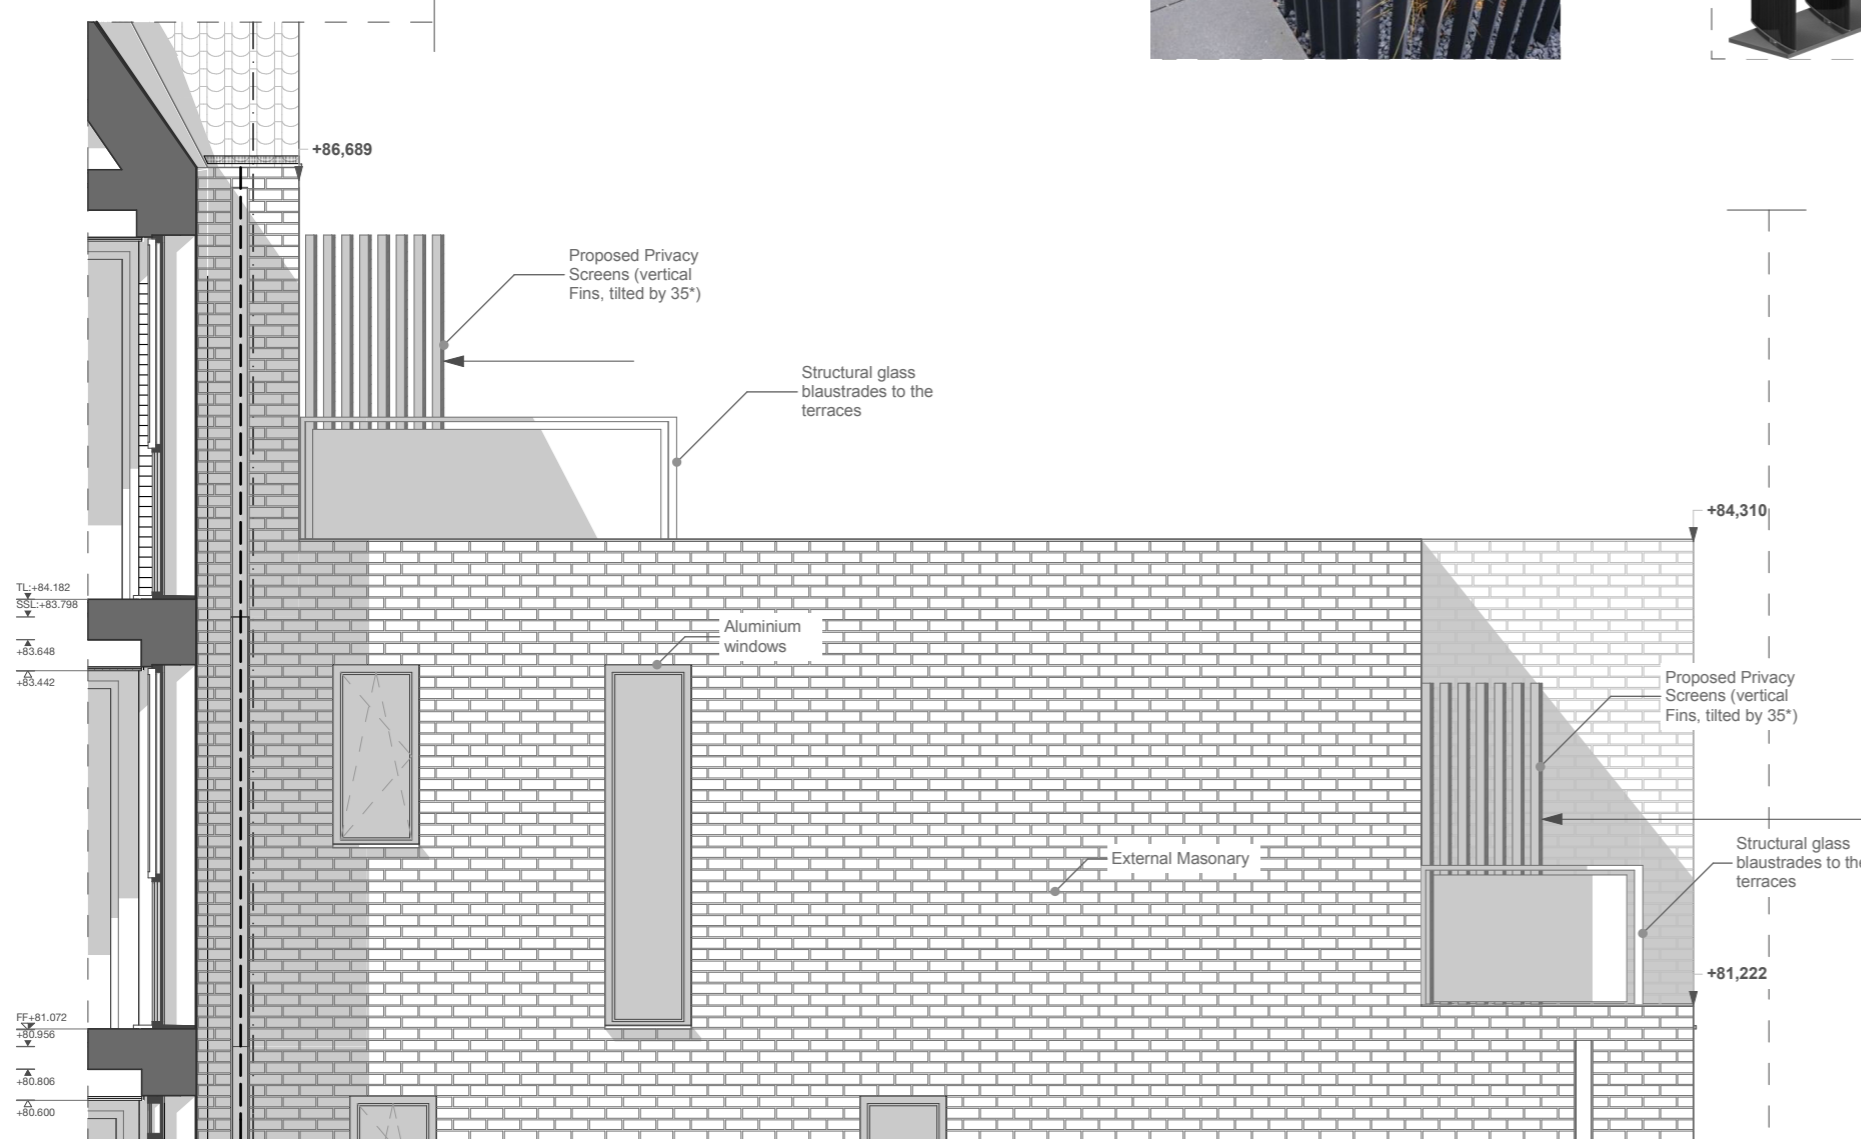 +86,689
Proposed Privacy
Screens (vertical
Fins, tilted by 35*)
Structural glass
blaustrades to the
terraces
+84,310
TL:+84.182
SSL:+83.798
+83.648
+83.442
Aluminium
windows
Proposed Privacy
Screens (vertical
Fins, tilted by 35*)
External Masonary
Structural glass
blaustrades to the
terraces
+81,222
FF+81.072
+80.956
+80.806
+80.600